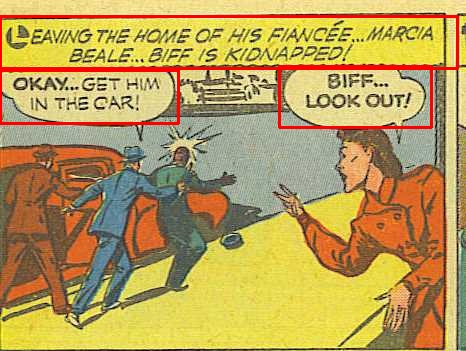 LEAVING THE HOME OF HIS FIANCÉE...MARCIA
BEALE...BIFF IS KIDNAPPED!
OKAY...GET HIM
IN THE CAR!
BIFF...
LOOK OUT!